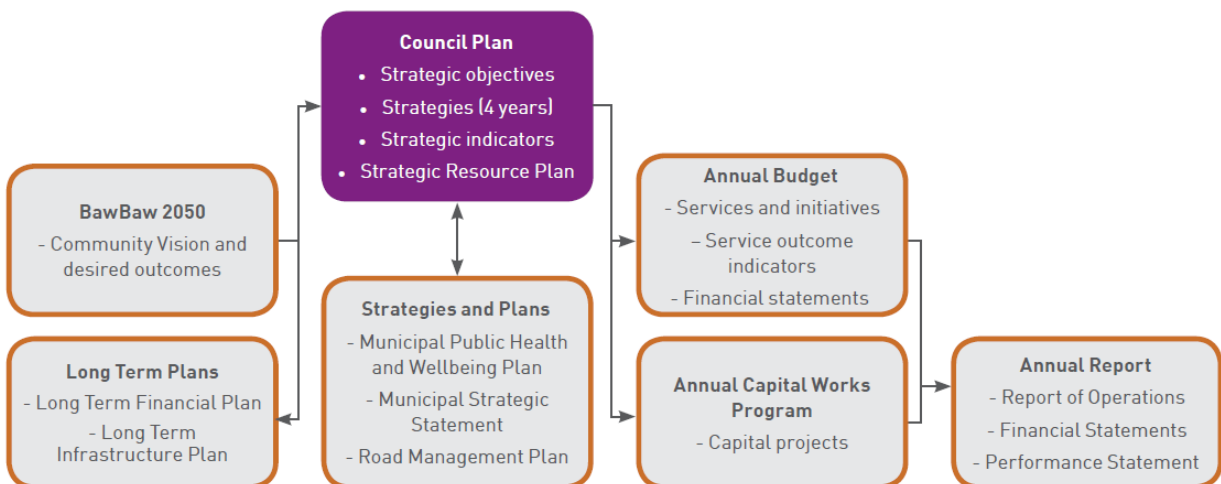 Council Plan
• Strategic objectives
• Strategies (4 years)
• Strategic indicators
• Strategic Resource Plan
BawBaw 2050
- Community Vision and
desired outcomes
Long Term Plans
- Long Term Financial Plan
- Long Term
Infrastructure Plan
Strategies and Plans
- Municipal Public Health
and Wellbeing Plan
- Municipal Strategic
Statement
- Road Management Plan
Annual Budget
- Services and initiatives
– Service outcome
indicators
- Financial statements
Annual Capital Works
Program
- Capital projects
Annual Report
- Report of Operations
- Financial Statements
- Performance Statement